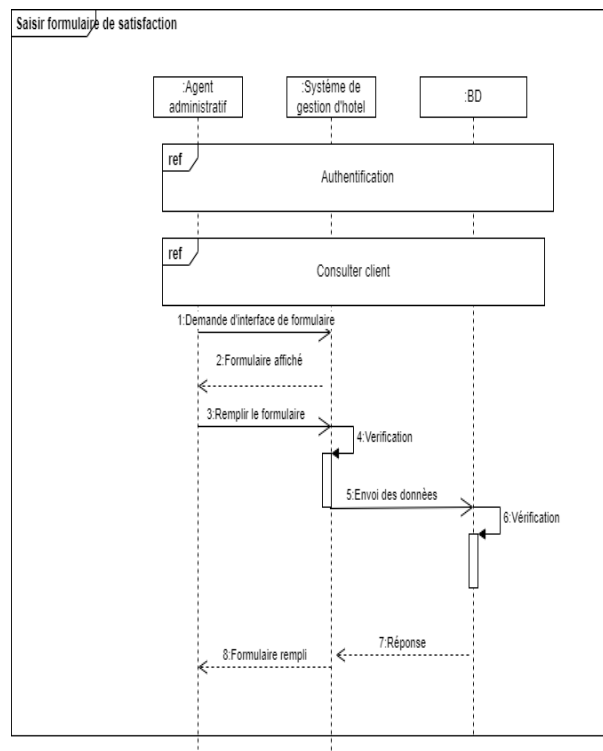 Saisir formulaire de satisfaction
:Agent
administratif
:Systéme de
gestion d'hotel
:BD
ref
Authentification
ref
Consulter client
1:Demande d'interface de formulaire
2:Formulaire affiché
3:Remplir le formulaire
4:Verification
5:Envoi des données
6:Vérification
7:Réponse
8:Formulaire rempli